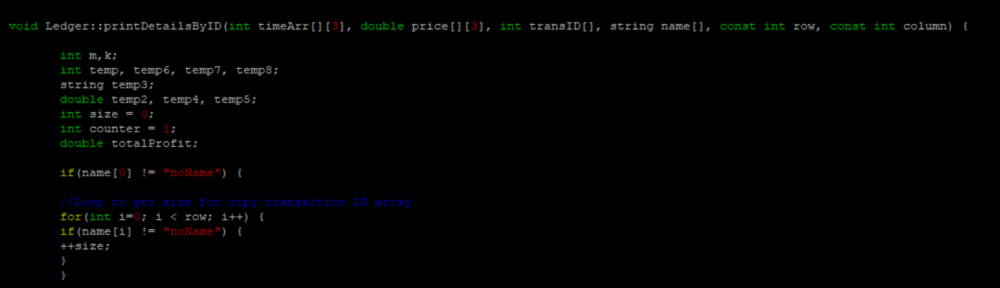 void Ledger::printDetailsByID(int timeArr[][3], double price[][3], int transID[], string name[], const int row, const int column) {
int m,k;
int temp, temp6, temp7, temp8;
string temp3;
double temp2, temp4, temp5;
int size = 0;
int counter = 1;
double totalProfit;
if(name[0] != "noName") {
//Loop to get size for copy transaction ID array
for(int i=0; i < row; i++) {
if(name[i] != "noName") {
++size;
}
}